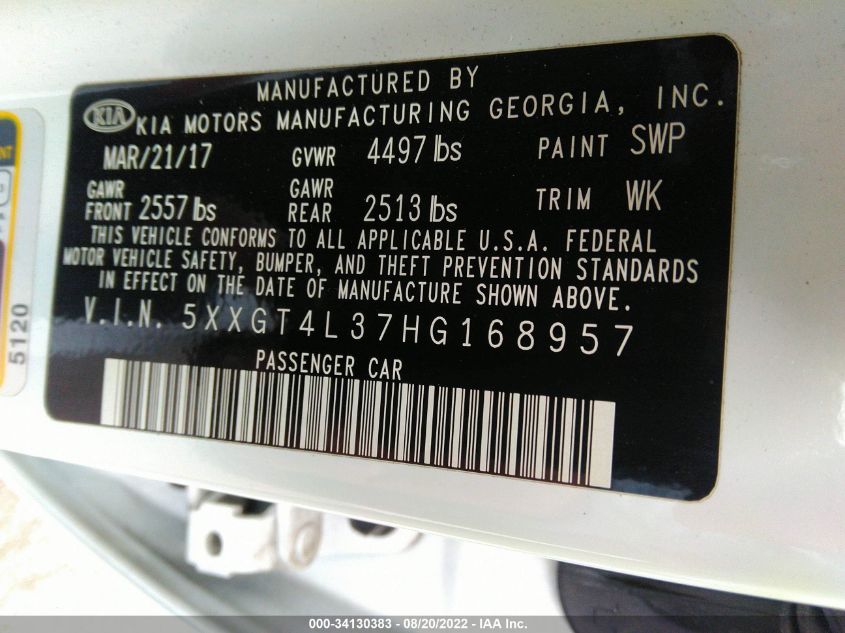 MANUFACTURED BY
KIA KIA MOTORS MANUFACTURING GEORGIA, INC.
MAR/21/17 GVWR 4497 lbs PAINT SWP
GAWR FRONT 2557 lbs GAWR REAR 2513 lbs TRIM WK
THIS VEHICLE CONFORMS TO ALL APPLICABLE U.S.A. FEDERAL
MOTOR VEHICLE SAFETY, BUMPER, AND THEFT PREVENTION STANDARDS
IN EFFECT ON THE DATE OF MANUFACTURE SHOWN ABOVE.
V.I.N. 5XXGT4L37HG168957
PASSENGER CAR
5120
000-34130383 - 08/20/2022 - IAA Inc.